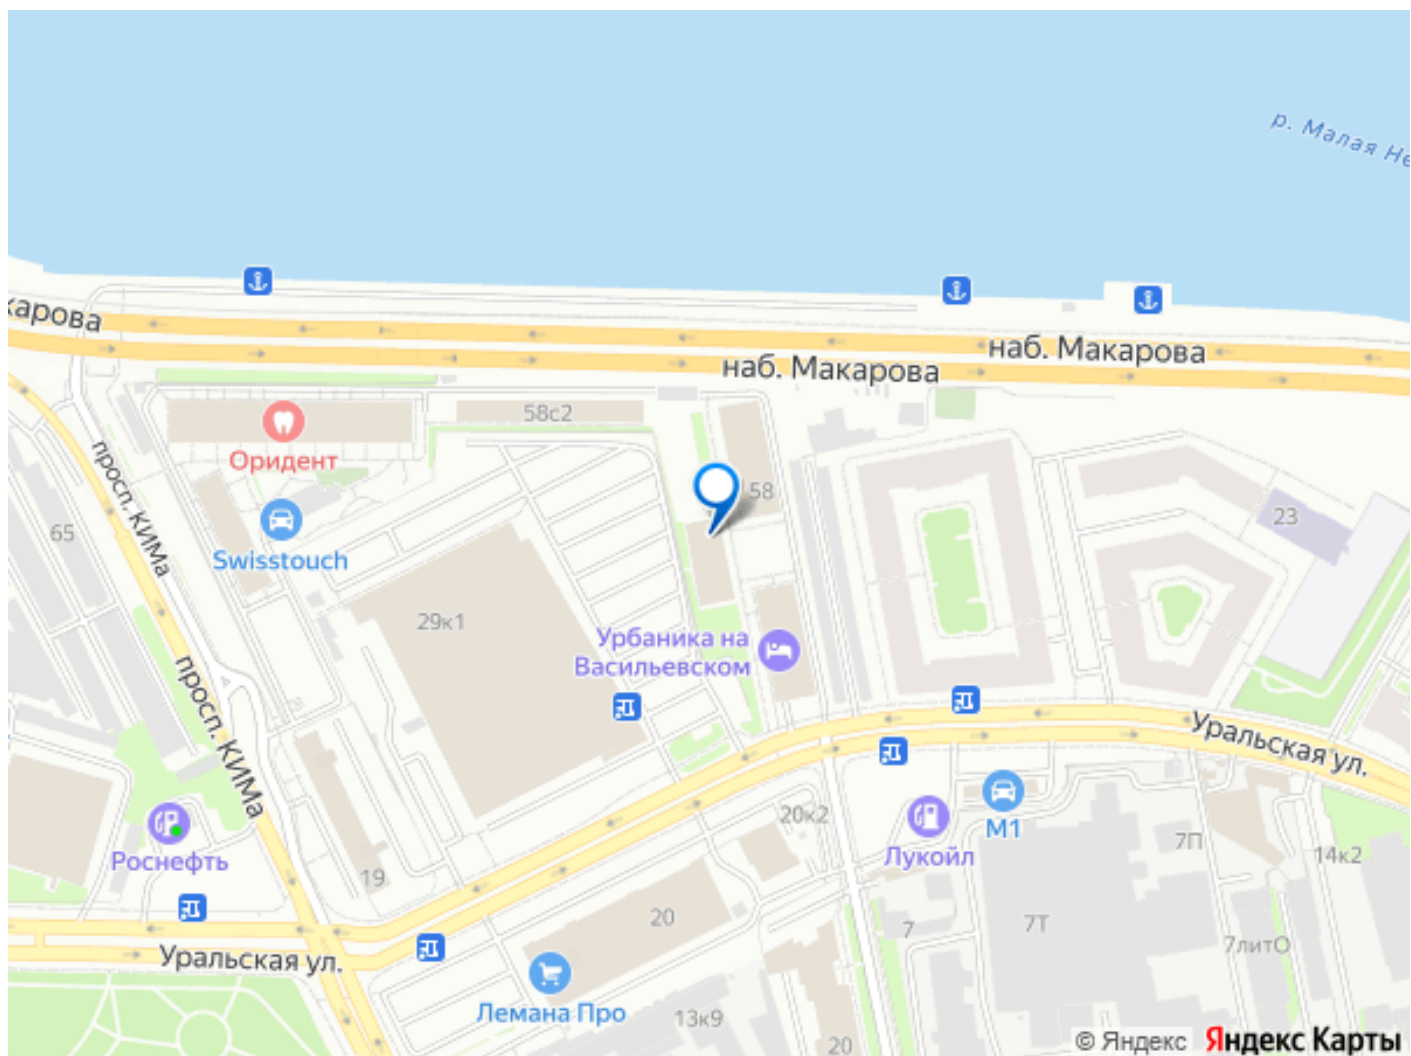 р. Малая Не
карова
наб. Макарова
наб. Макарова
58с2
Оридент
просп. КИМа
58
65
23
Swisstouch
29к1
Урбаника на
Васильевском
просп. КИМа
Уральская ул.
20к2
М1
Роснефть
Лукойл
7П
14к2
19
20
7
7Т
7литО
Уральская ул.
Лемана Про
13к9
20
© Яндекс
Яндекс Карты